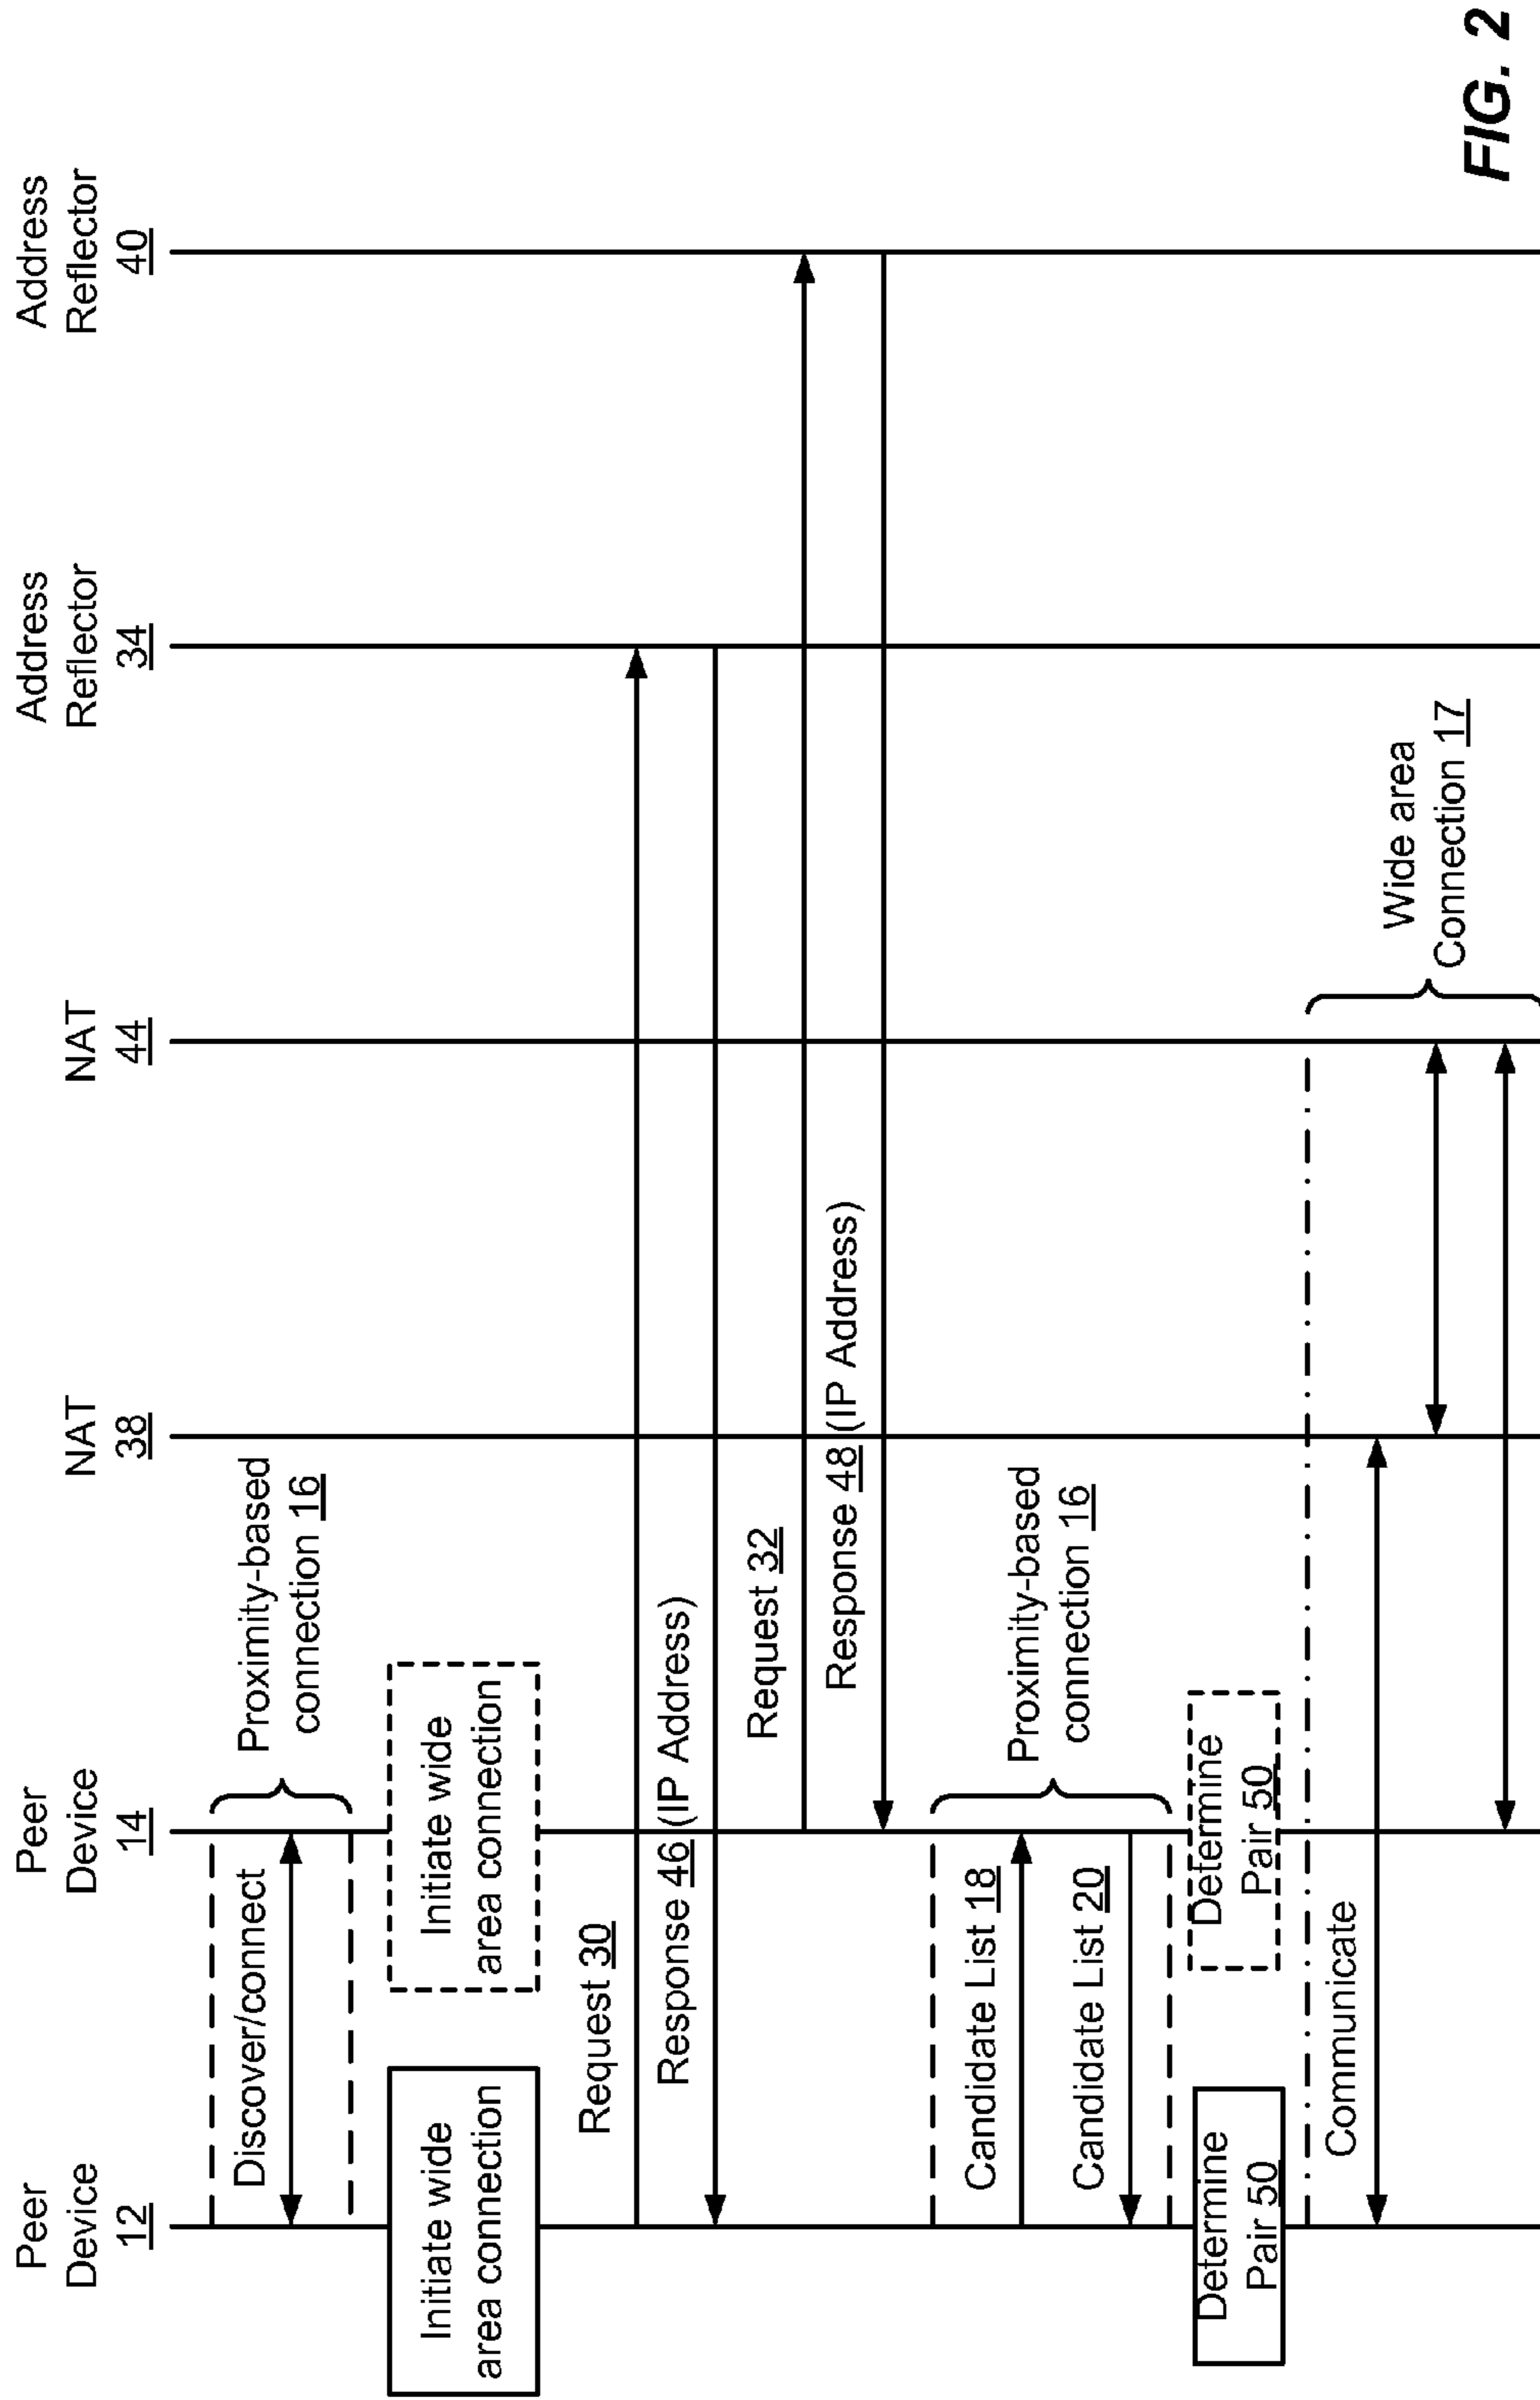 Peer
Device
12
Peer
Device
14
NAT
38
NAT
44
Address
Reflector
34
Address
Reflector
40
Discover/connect
Proximity-based
connection 16
Initiate wide
area connection
Initiate wide
area connection
Request 30
Response 46 (IP Address)
Request 32
Response 48 (IP Address)
Candidate List 18
Proximity-based
connection 16
Candidate List 20
Determine
Pair 50
Determine
Pair 50
Communicate
Wide area
Connection 17
FIG. 2